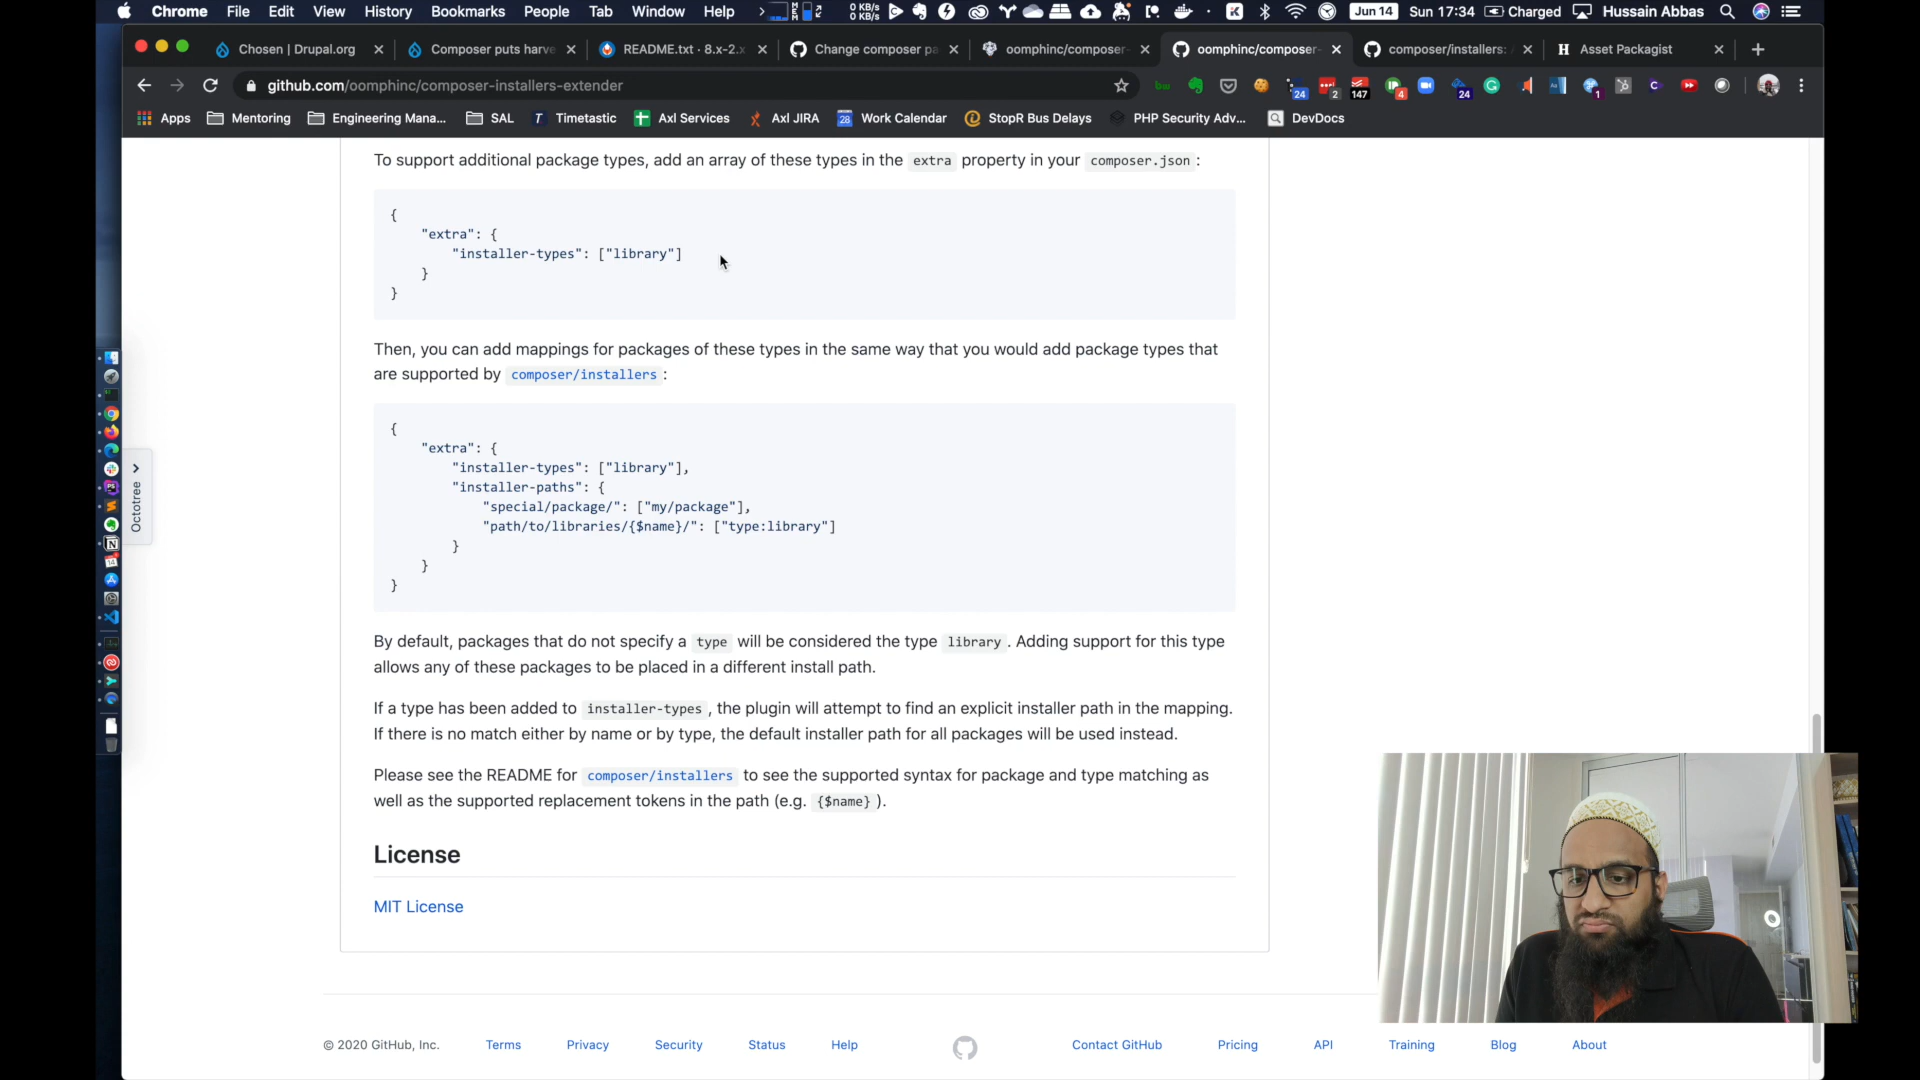 Chrome File Edit View History Bookmarks People Tab Window Help 0 KB/s 0 KB/s Jun 14 Sun 17:34 Charged Hussain Abbas
Chosen | Drupal.org Composer puts harve README.txt · 8.x-2.x Change composer pa oomphinc/composer- oomphinc/composer- composer/installers: Asset Packagist
github.com/oomphinc/composer-installers-extender
Apps Mentoring Engineering Mana... SAL Timetastic Axl Services Axl JIRA Work Calendar StopR Bus Delays PHP Security Adv... DevDocs
To support additional package types, add an array of these types in the extra property in your composer.json :
{
"extra": {
"installer-types": ["library"]
}
}
Then, you can add mappings for packages of these types in the same way that you would add package types that
are supported by composer/installers :
{
"extra": {
"installer-types": ["library"],
"installer-paths": {
"special/package/": ["my/package"],
"path/to/libraries/{$name}/": ["type:library"]
}
}
}
Octotree
By default, packages that do not specify a type will be considered the type library . Adding support for this type
allows any of these packages to be placed in a different install path.
If a type has been added to installer-types , the plugin will attempt to find an explicit installer path in the mapping.
If there is no match either by name or by type, the default installer path for all packages will be used instead.
Please see the README for composer/installers to see the supported syntax for package and type matching as
well as the supported replacement tokens in the path (e.g. {$name} ).
License
MIT License
© 2020 GitHub, Inc. Terms Privacy Security Status Help Contact GitHub Pricing API Training Blog About